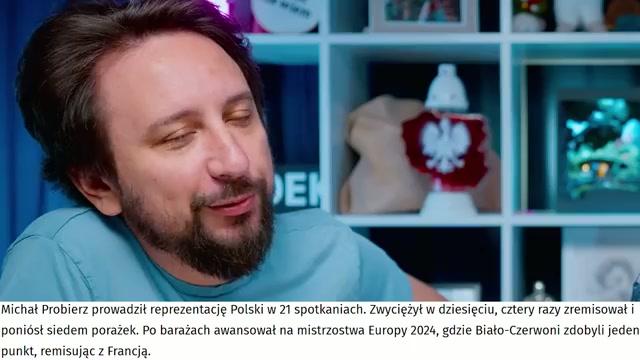 DEK
Michał Probierz prowadził reprezentację Polski w 21 spotkaniach. Zwyciężył w dziesięciu, cztery razy zremisował i
poniósł siedem porażek. Po barażach awansował na mistrzostwa Europy 2024, gdzie Biało-Czerwoni zdobyli jeden
punkt, remisując z Francją.